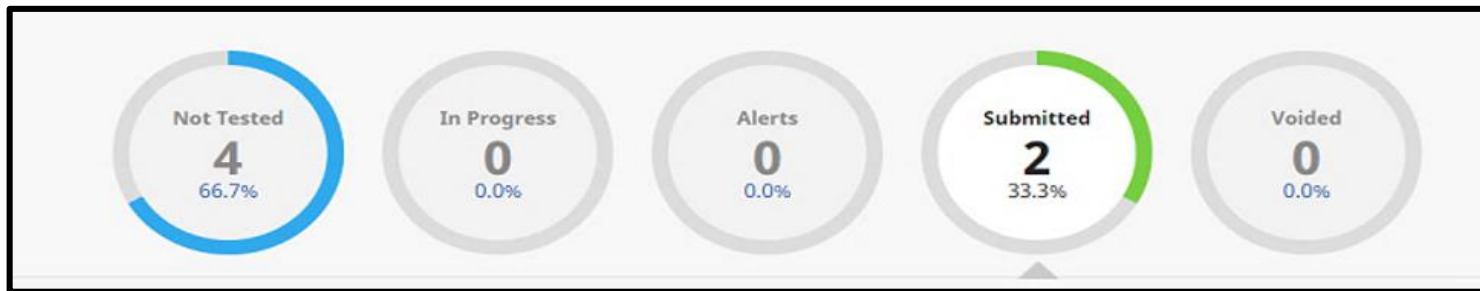 Not Tested
4
66.7%
In Progress
0
0.0%
Alerts
0
0.0%
Submitted
2
33.3%
Voided
0
0.0%